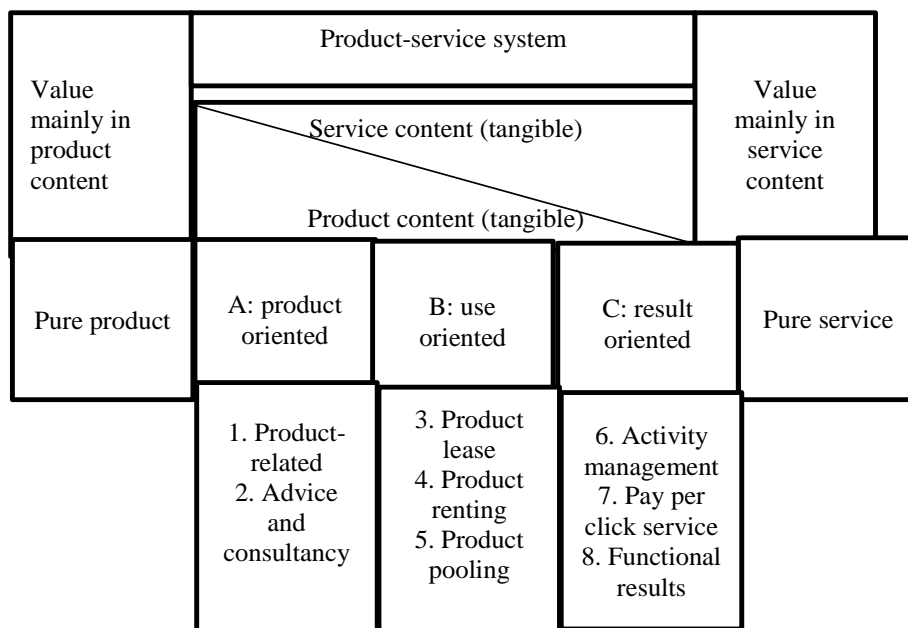 Product-service system
Value
mainly in
product
content
Service content (tangible)
Product content (tangible)
Value
mainly in
service
content
Pure product
A: product
oriented
B: use
oriented
C: result
oriented
Pure service
1. Product-
related
2. Advice
and
consultancy
3. Product
lease
4. Product
renting
5. Product
pooling
6. Activity
management
7. Pay per
click service
8. Functional
results